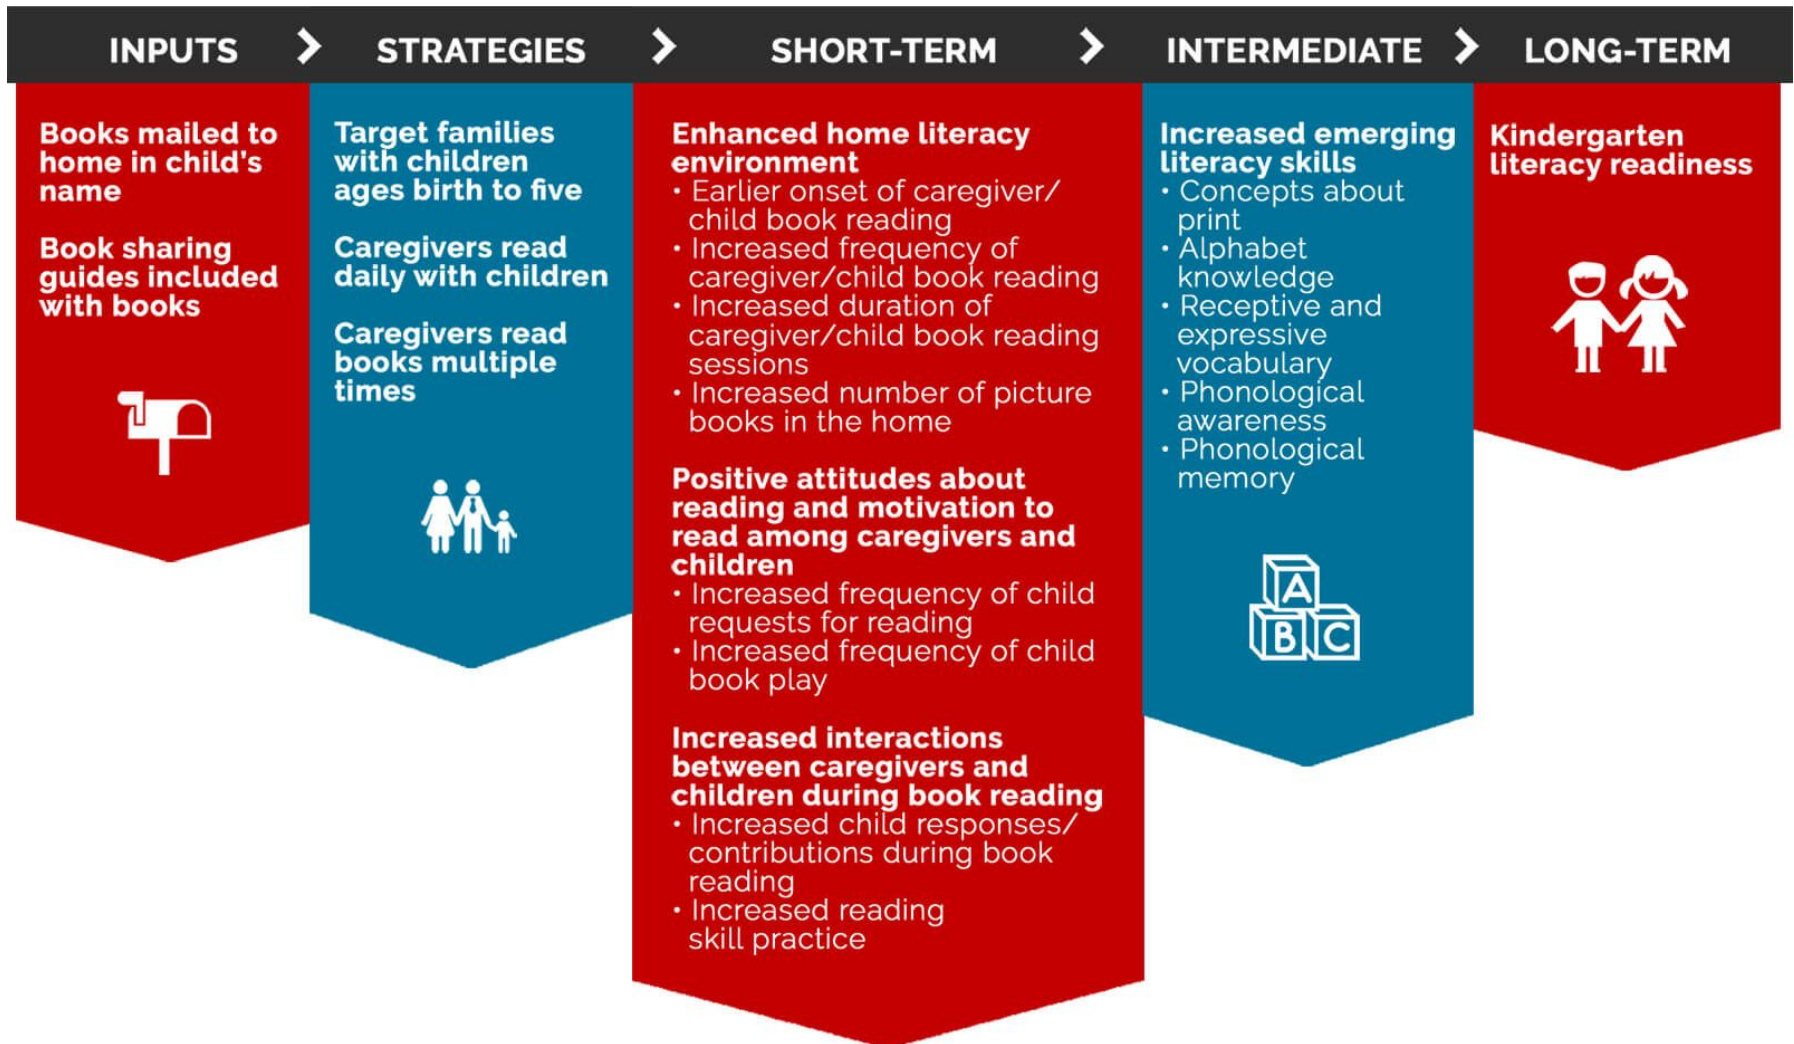 INPUTS > STRATEGIES > SHORT-TERM > INTERMEDIATE > LONG-TERM
Books mailed to
home in child's
name
Book sharing
guides included
with books
Target families
with children
ages birth to five
Caregivers read
daily with children
Caregivers read
books multiple
times
Enhanced home literacy
environment
• Earlier onset of caregiver/
child book reading
• Increased frequency of
caregiver/child book reading
• Increased duration of
caregiver/child book reading
sessions
• Increased number of picture
books in the home
Positive attitudes about
reading and motivation to
read among caregivers and
children
• Increased frequency of child
requests for reading
• Increased frequency of child
book play
Increased interactions
between caregivers and
children during book reading
• Increased child responses/
contributions during book
reading
• Increased reading
skill practice
Increased emerging
literacy skills
• Concepts about
print
• Alphabet
knowledge
• Receptive and
expressive
vocabulary
• Phonological
awareness
• Phonological
memory
A
B C
Kindergarten
literacy readiness